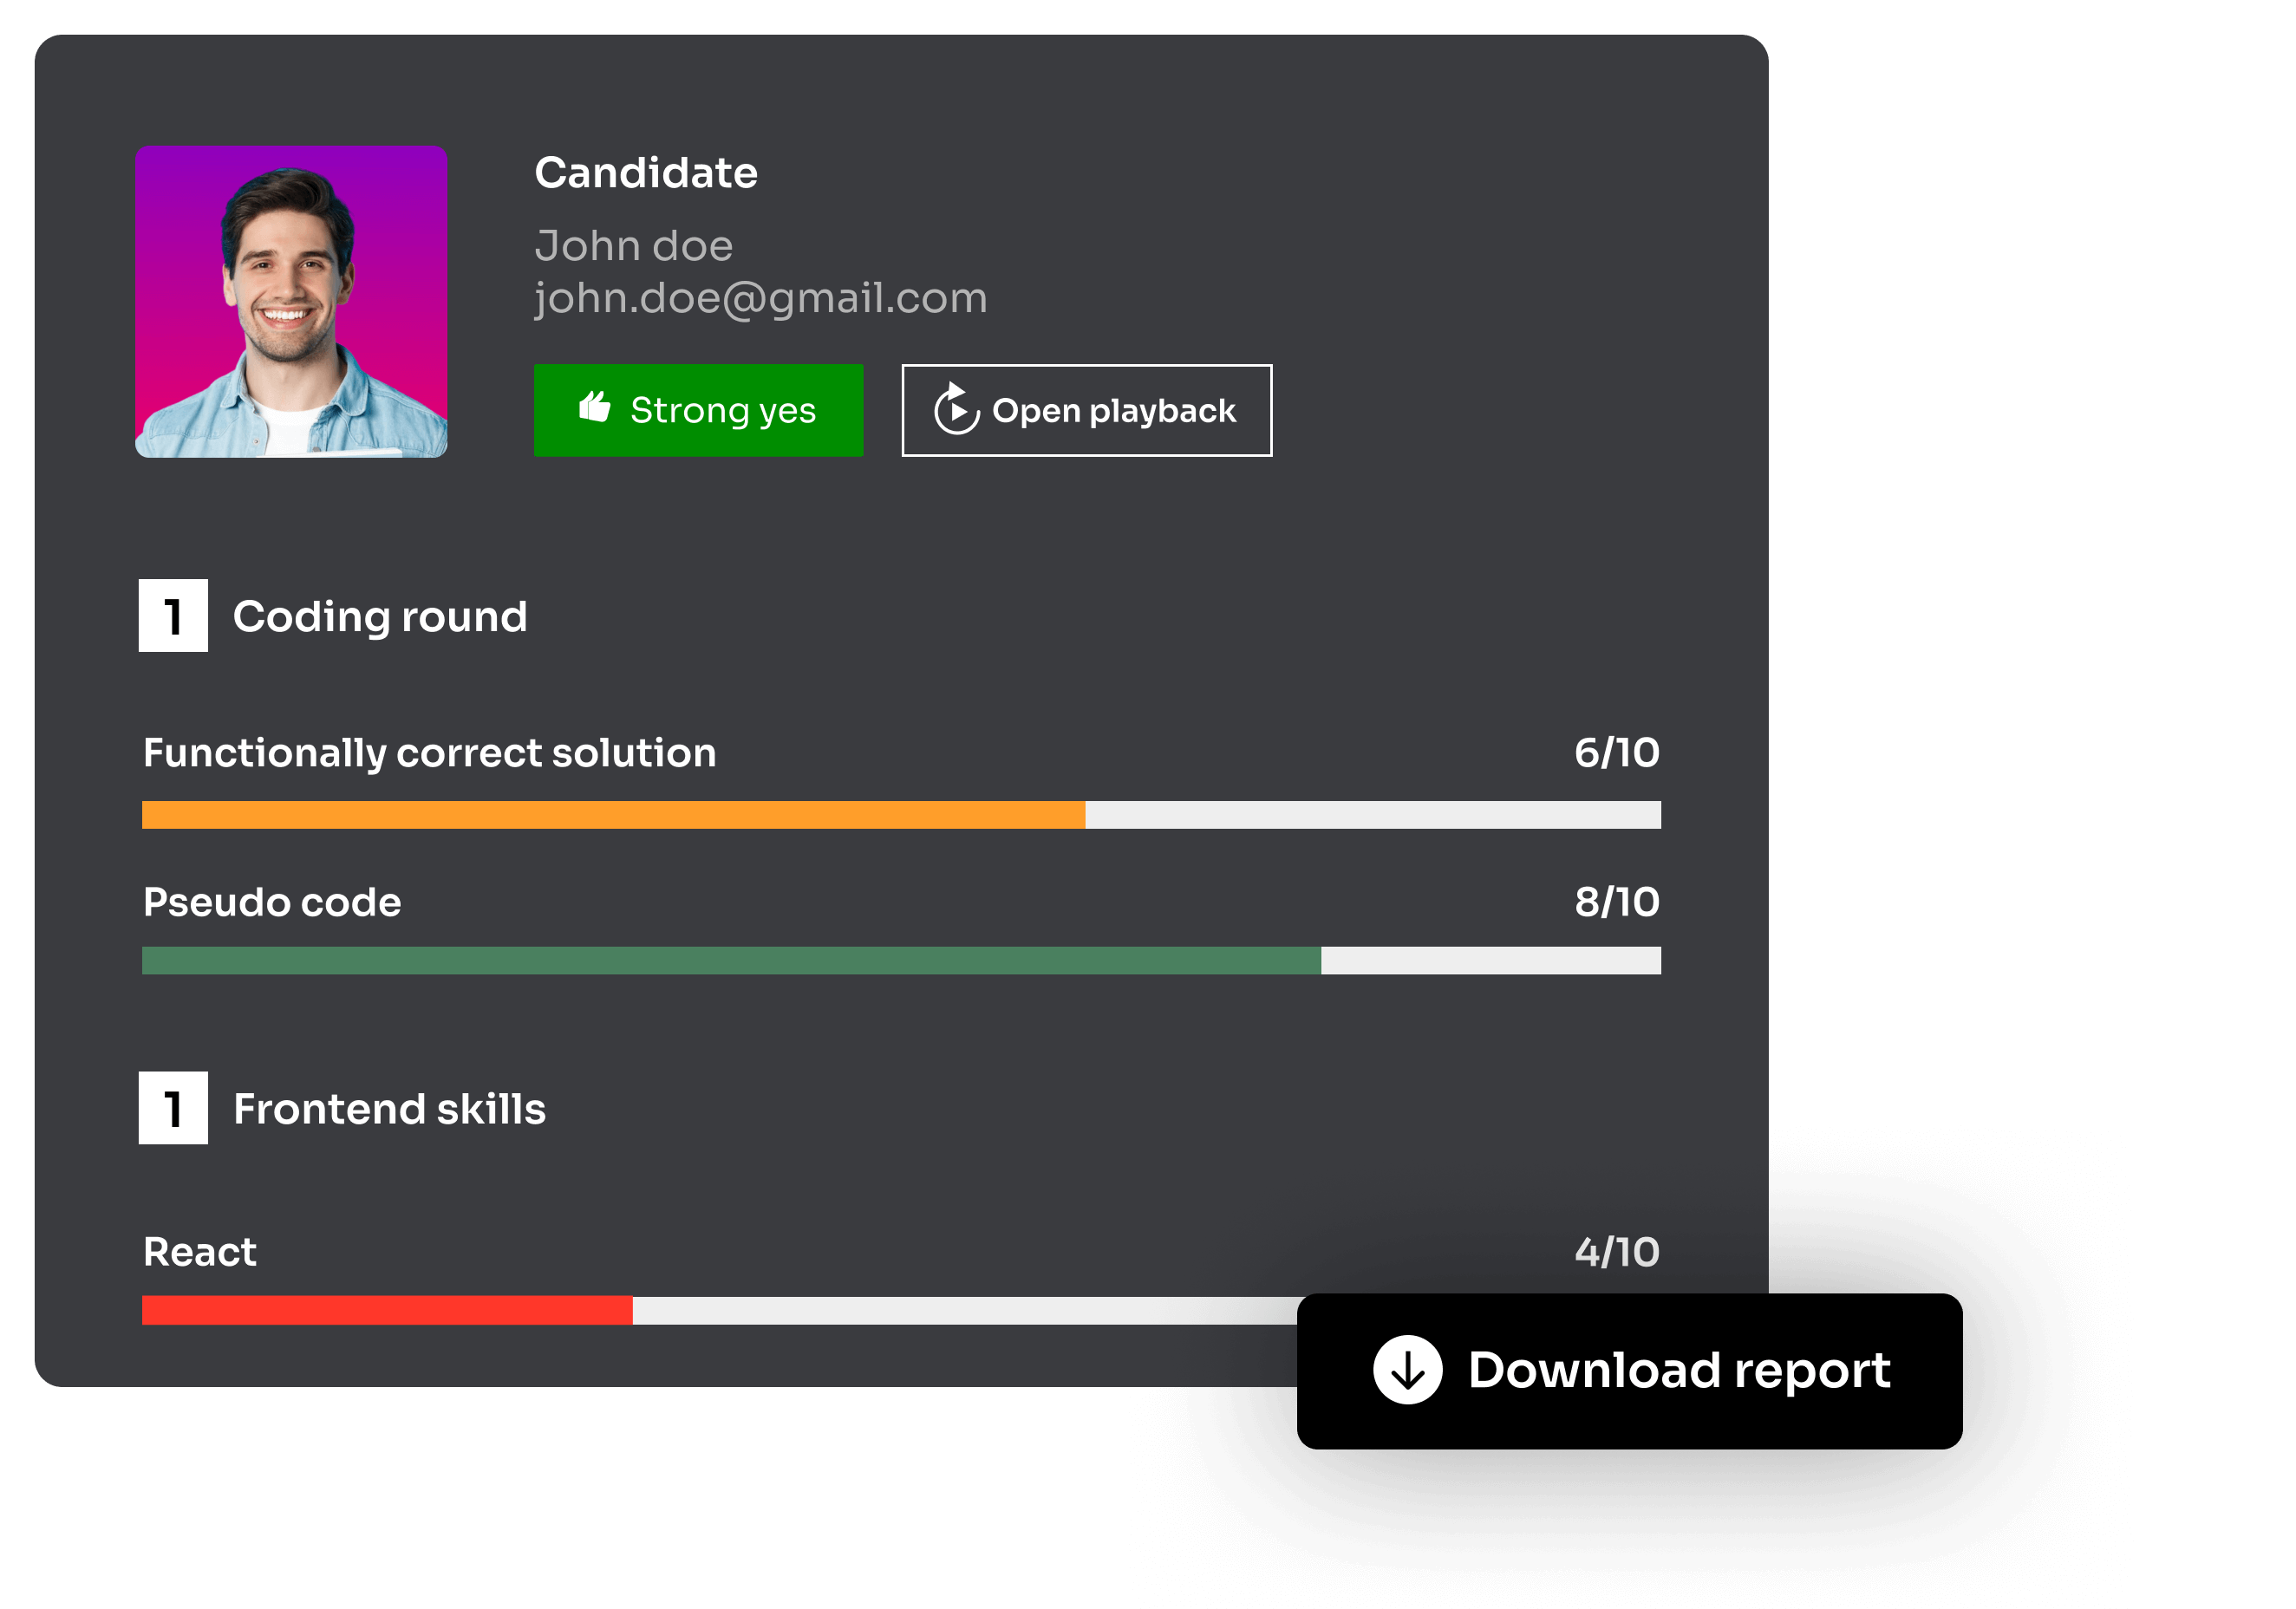 Candidate
John doe
john.doe@gmail.com
Strong yes
Open playback
1 Coding round
Functionally correct solution 6/10
Pseudo code 8/10
1 Frontend skills
React 4/10
Download report